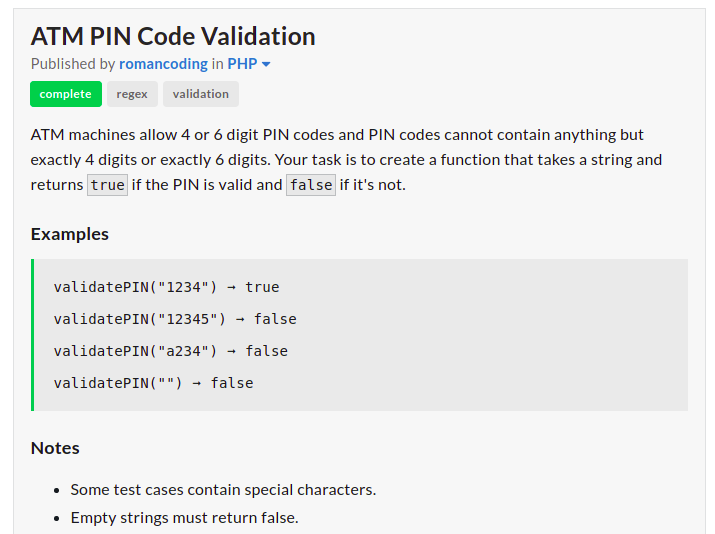 ATM PIN Code Validation
Published by romancoding in PHP
complete regex validation
ATM machines allow 4 or 6 digit PIN codes and PIN codes cannot contain anything but
exactly 4 digits or exactly 6 digits. Your task is to create a function that takes a string and
returns true if the PIN is valid and false if it's not.
Examples
validatePIN("1234") → true
validatePIN("12345") → false
validatePIN("a234") → false
validatePIN("") → false
Notes
• Some test cases contain special characters.
• Empty strings must return false.